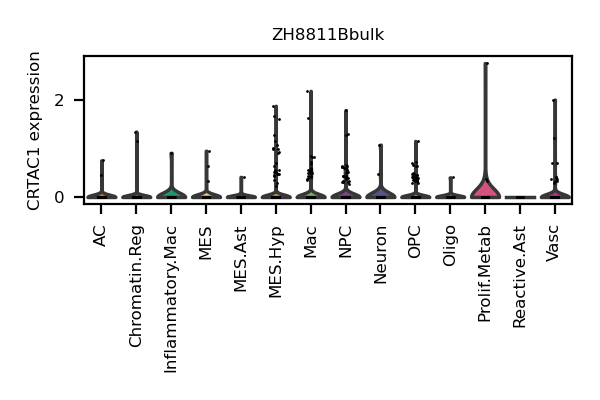 ZH8811Bbulk
CRTAC1 expression
2
0
AC
Chromatin.Reg
Inflammatory.Mac
MES
MES.Ast
MES.Hyp
Mac
NPC
Neuron
OPC
Oligo
Prolif.Metab
Reactive.Ast
Vasc